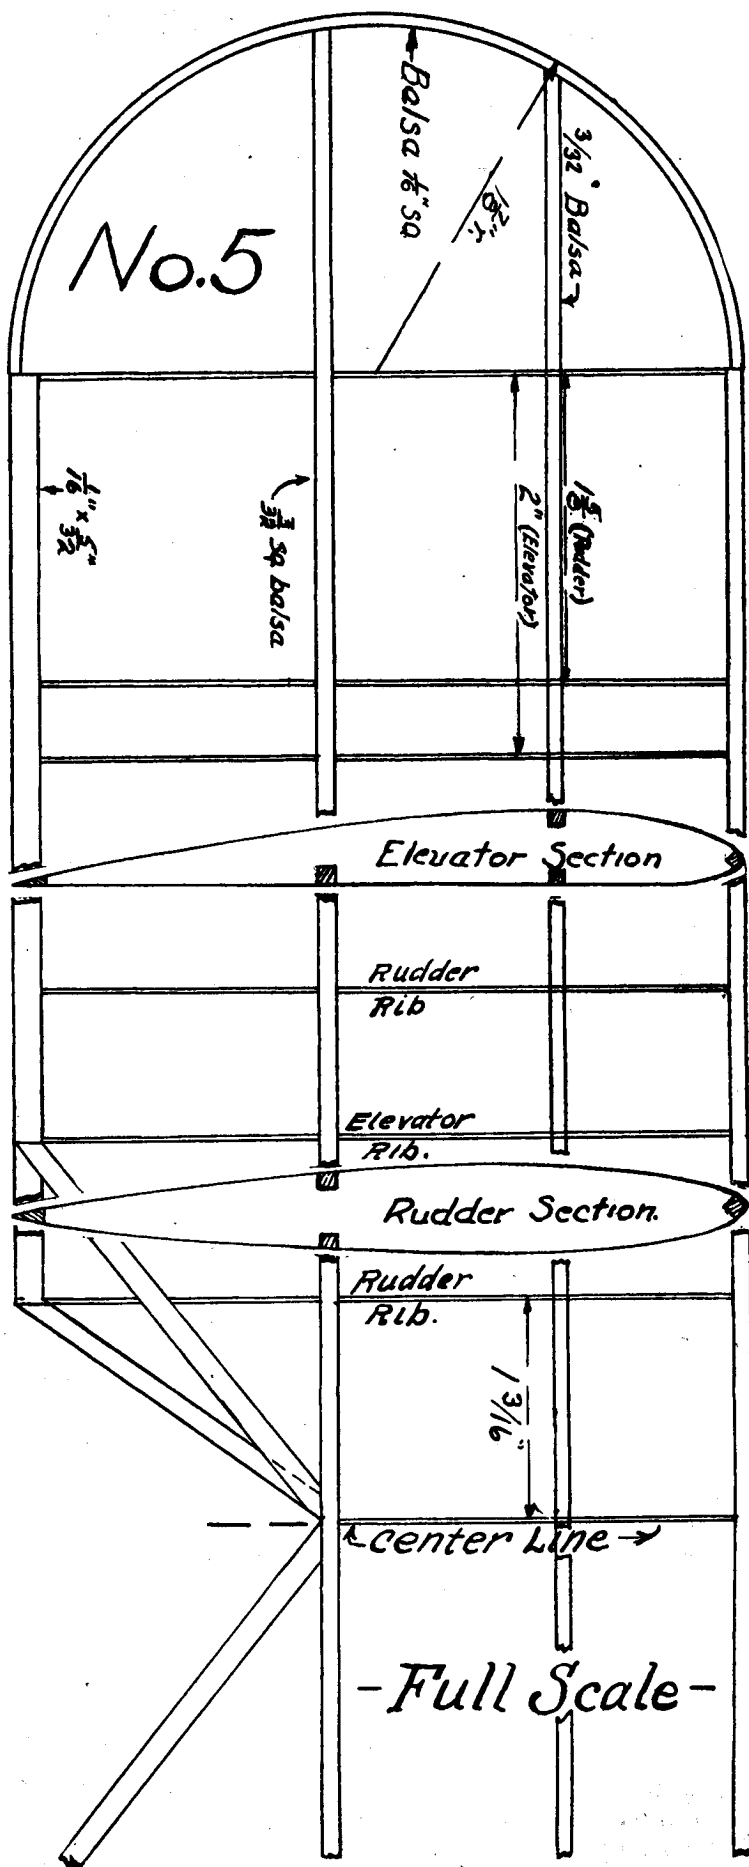 No.5
Balsa 1/16" sq
1 7/8" r.
3/32" Balsa
1/16" x 5/32"
3/32 sq balsa
2" (Elevator)
1 5/8 (Rudder)
Elevator Section
Rudder
Rib
Elevator
Rib.
Rudder Section.
Rudder
Rib.
1 3/16"
Center Line
- Full Scale -